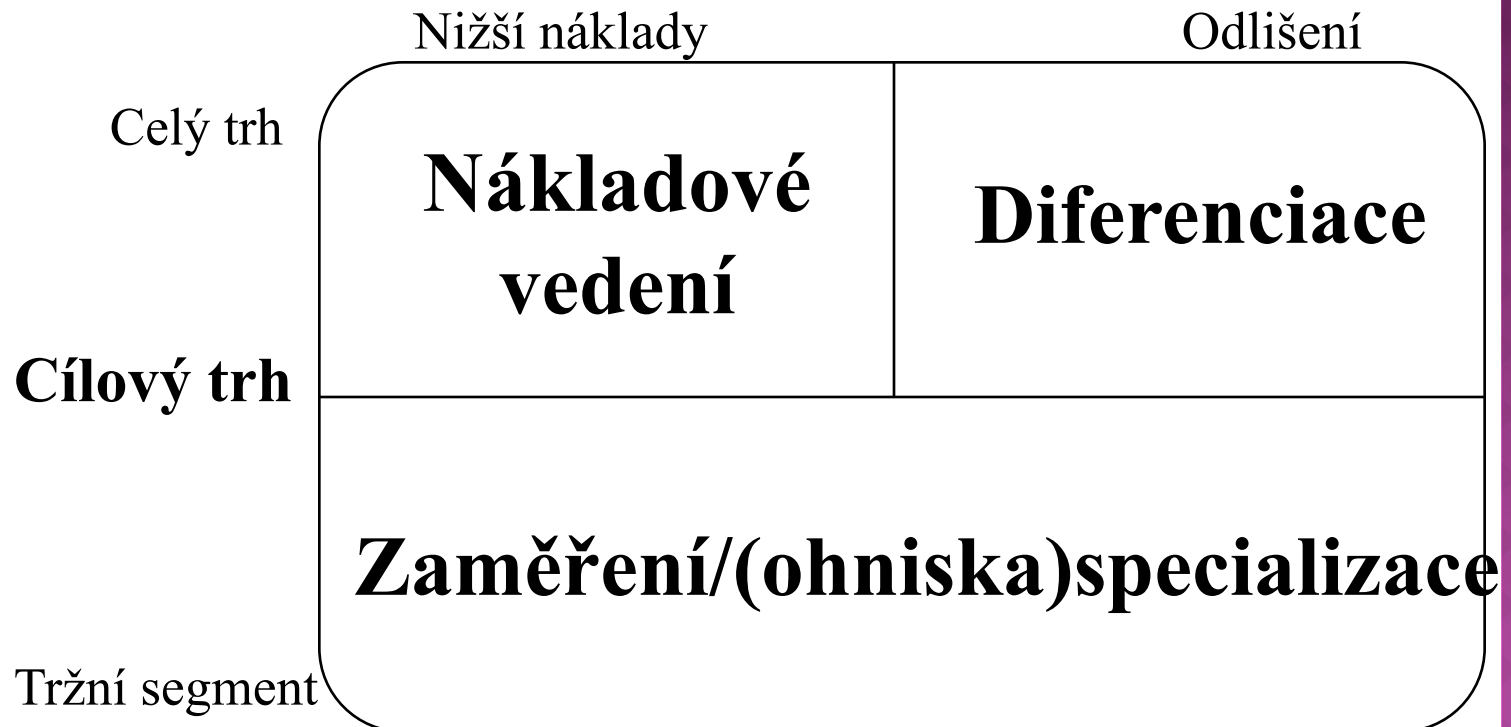 Nižší náklady
Odlišení
Celý trh
Nákladové
vedení
Diferenciace
Cílový trh
Zaměření/(ohniska)specializace
Tržní segment